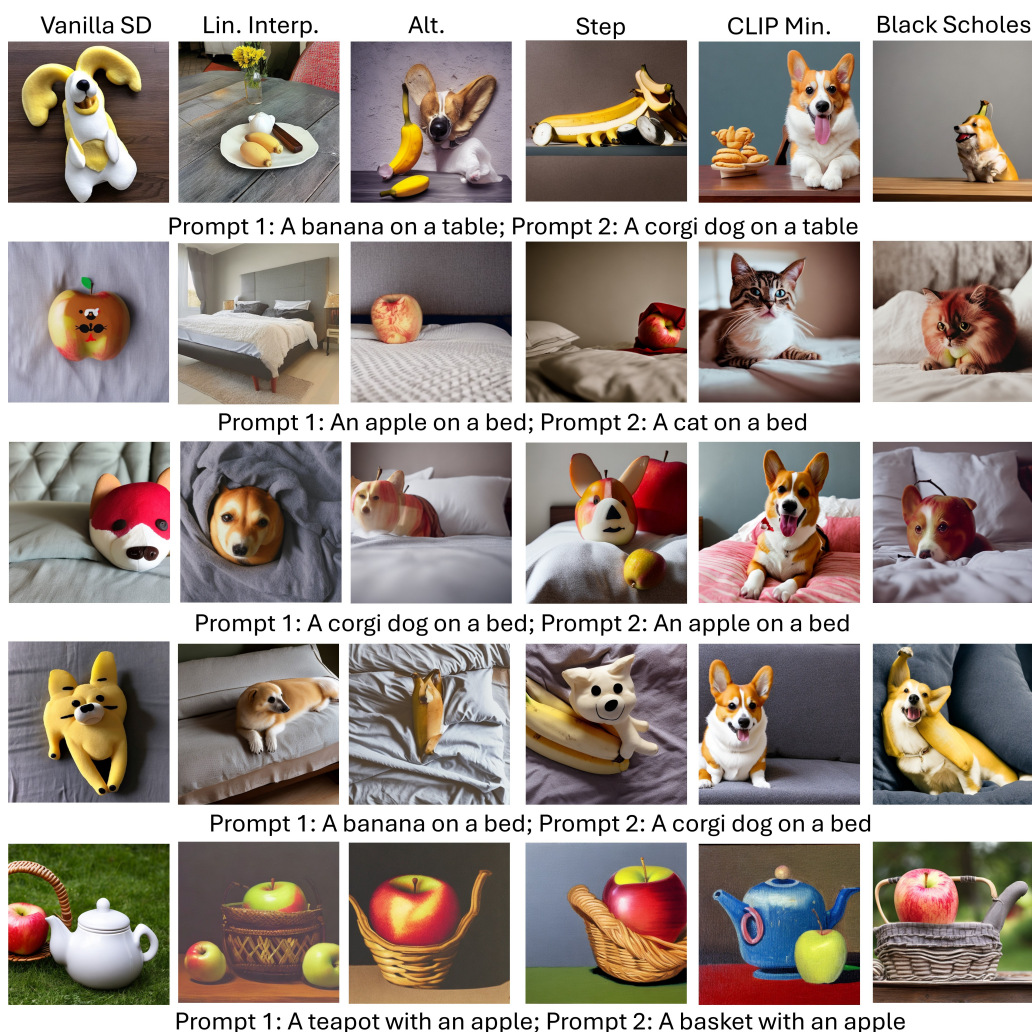 Vanilla SD Lin. Interp. Alt. Step CLIP Min. Black Scholes
Prompt 1: A banana on a table; Prompt 2: A corgi dog on a table
Prompt 1: An apple on a bed; Prompt 2: A cat on a bed
Prompt 1: A corgi dog on a bed; Prompt 2: An apple on a bed
Prompt 1: A banana on a bed; Prompt 2: A corgi dog on a bed
Prompt 1: A teapot with an apple; Prompt 2: A basket with an apple